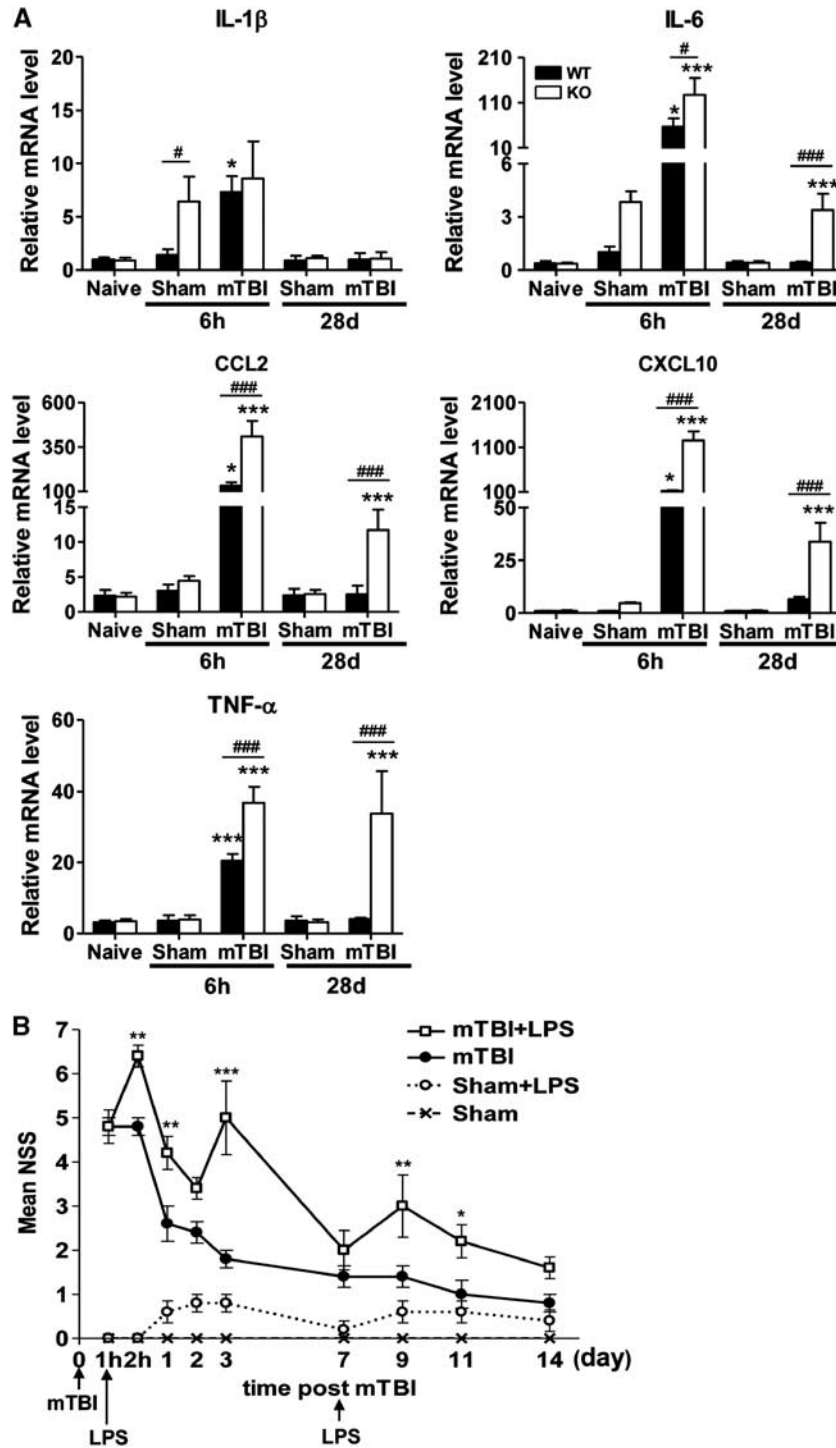 A
IL-1β
IL-6
Relative mRNA level
20
15
10
5
0
#
*
Naive Sham mTBI Sham mTBI
6h 28d
Relative mRNA level
210
110
10
6
3
0
WT
KO
#
***
*
###
***
Naive Sham mTBI Sham mTBI
6h 28d
CCL2
CXCL10
Relative mRNA level
600
350
100
15
10
5
0
###
***
*
###
***
Naive Sham mTBI Sham mTBI
6h 28d
Relative mRNA level
2100
1100
100
50
25
0
###
***
*
###
***
Naive Sham mTBI Sham mTBI
6h 28d
TNF-α
Relative mRNA level
60
40
20
0
###
***
***
###
***
Naive Sham mTBI Sham mTBI
6h 28d
B
Mean NSS
7
6
5
4
3
2
1
0
**
**
***
**
*
mTBI+LPS
mTBI
Sham+LPS
Sham
0 1h 2h 1 2 3 7 9 11 14 (day)
mTBI time post mTBI
LPS LPS